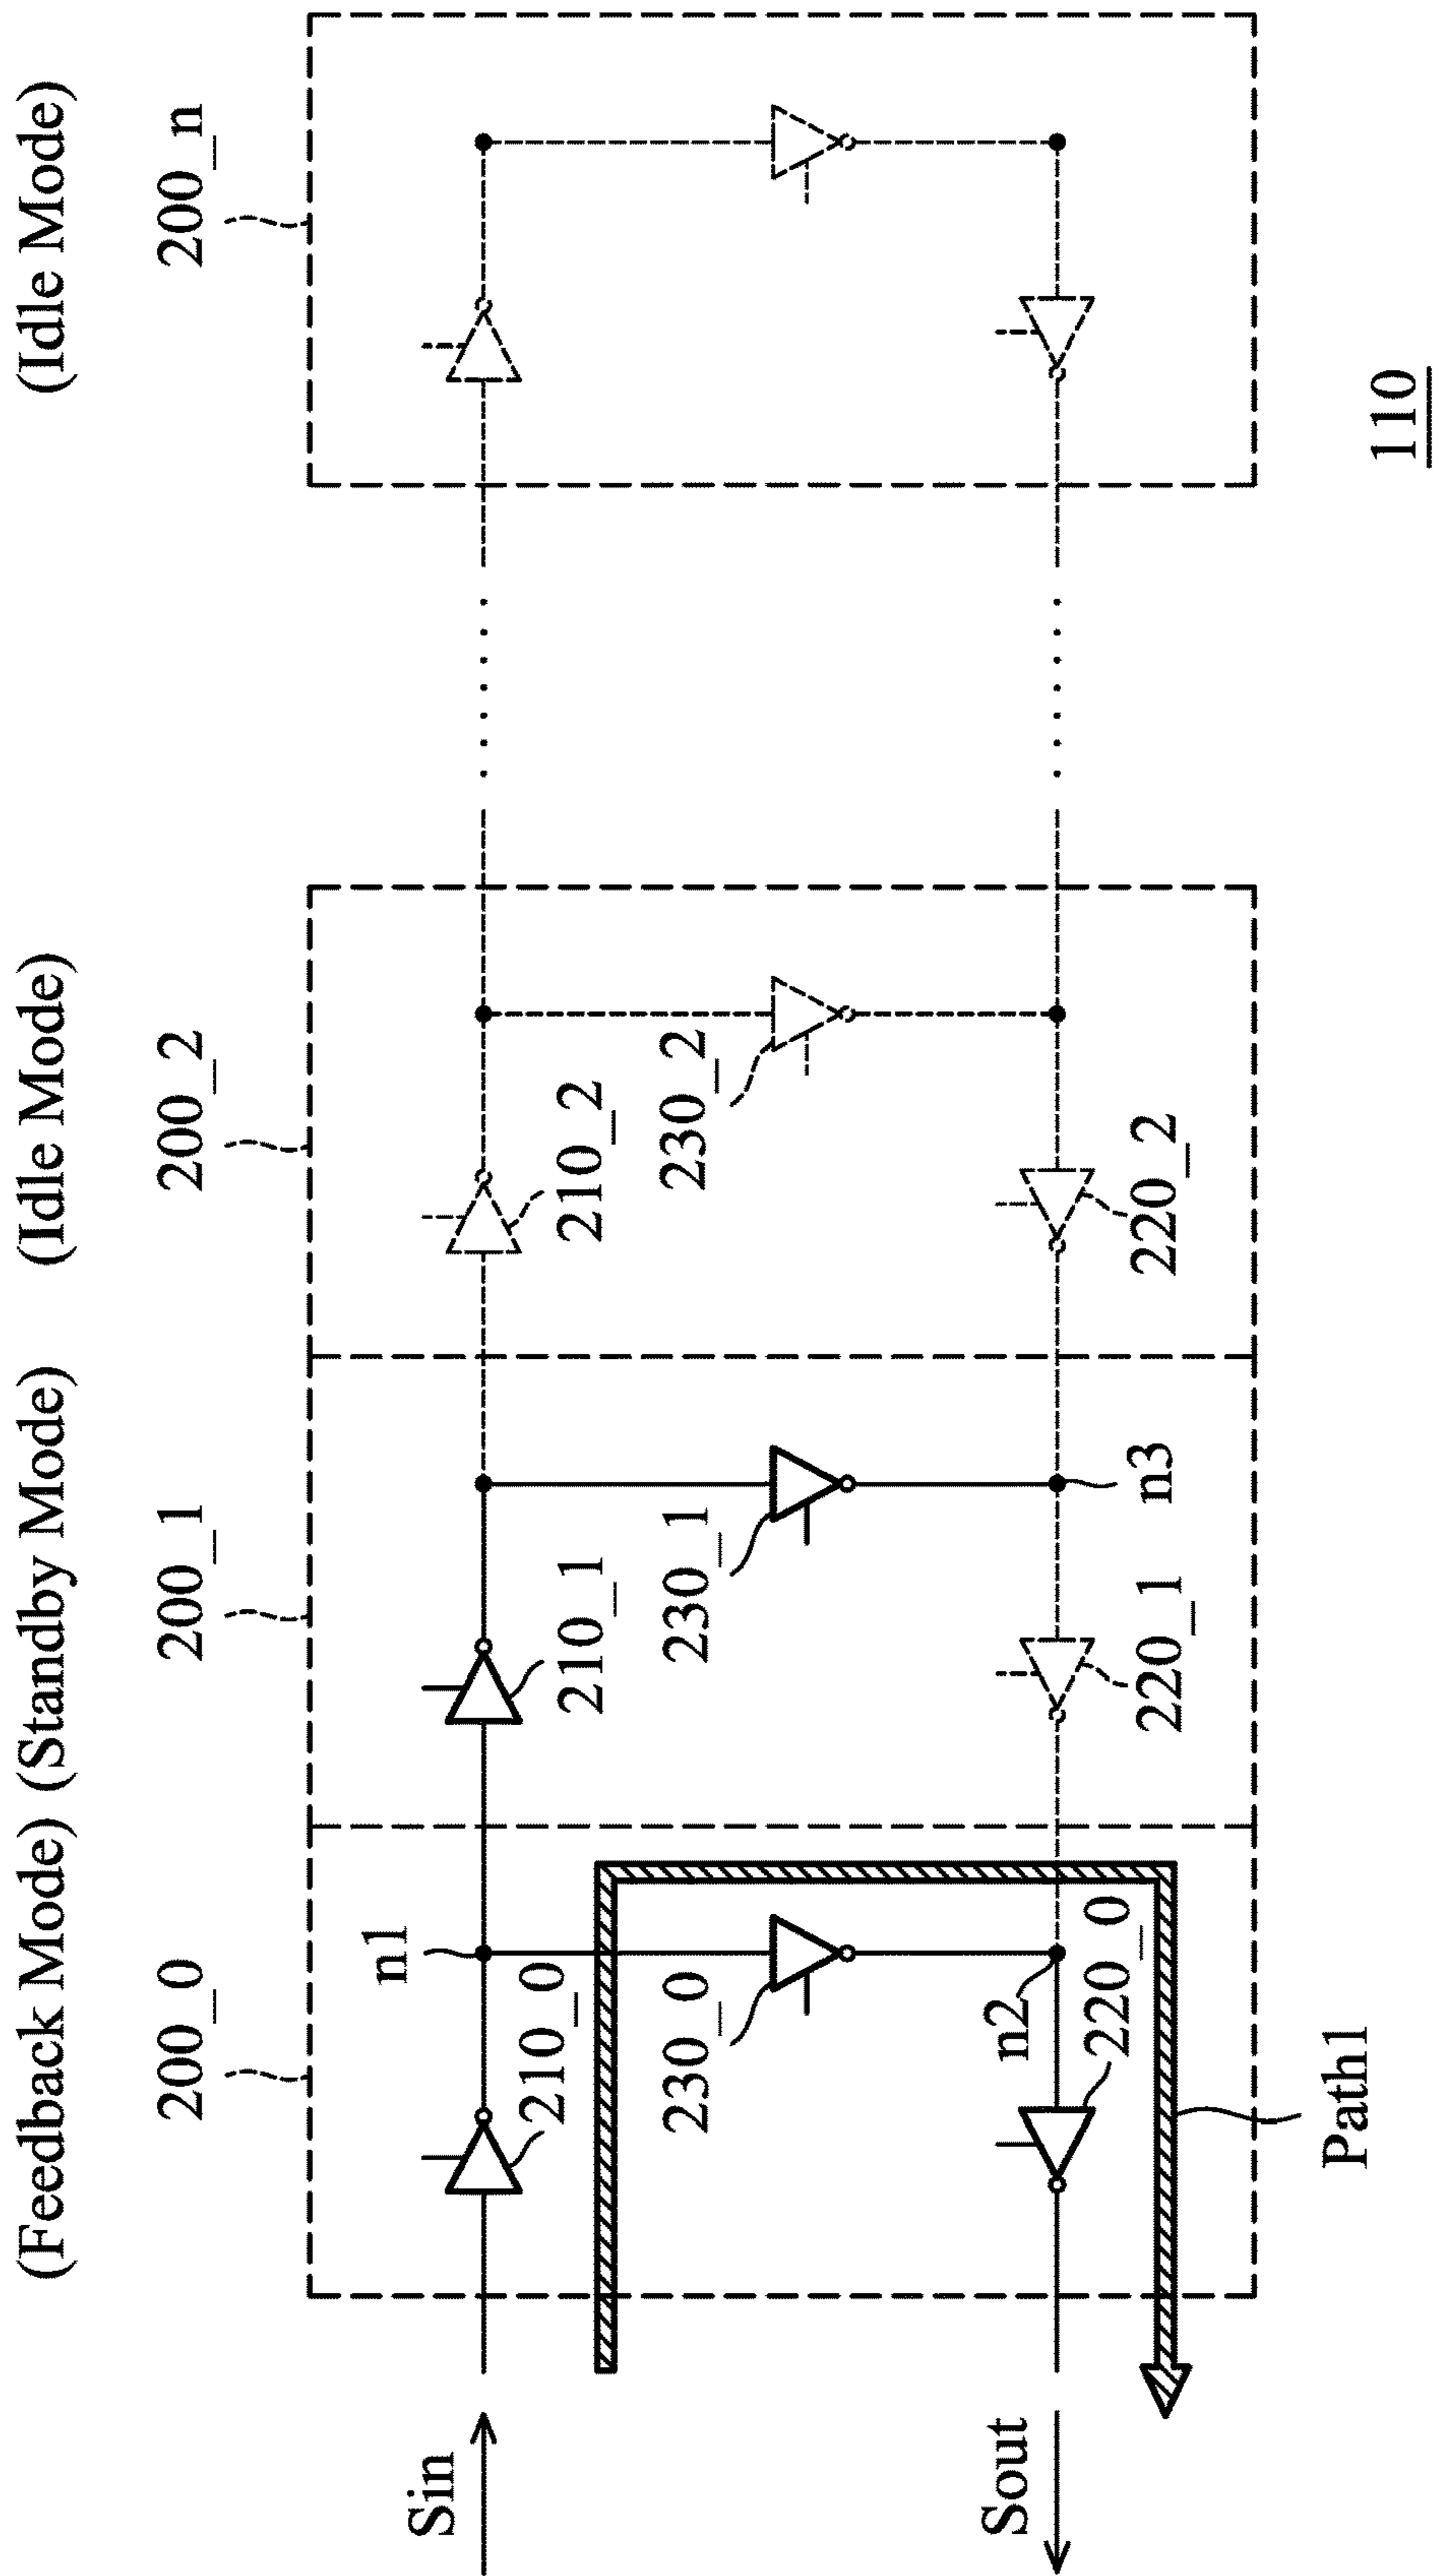 (Feedback Mode) (Standby Mode) (Idle Mode) (Idle Mode)
200_0 200_1 200_2 200_n
Sin
n1
210_0 210_1 210_2
230_0 230_1 230_2
n2
Sout
220_0 220_1 220_2
n3
Path1
110